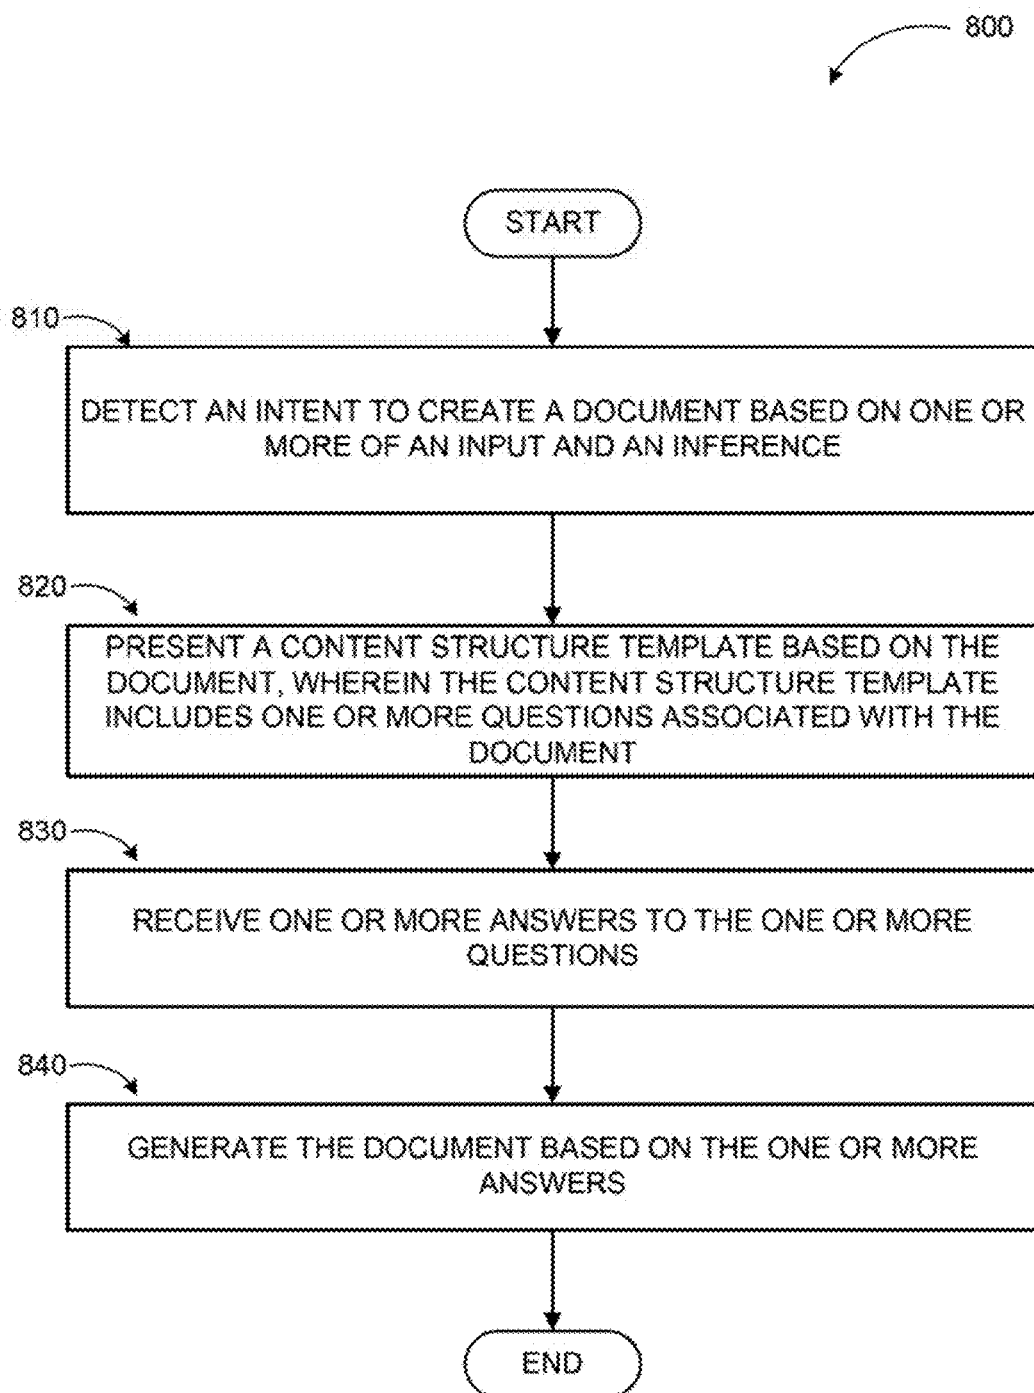 800
START
810
DETECT AN INTENT TO CREATE A DOCUMENT BASED ON ONE OR
MORE OF AN INPUT AND AN INFERENCE
820
PRESENT A CONTENT STRUCTURE TEMPLATE BASED ON THE
DOCUMENT, WHEREIN THE CONTENT STRUCTURE TEMPLATE
INCLUDES ONE OR MORE QUESTIONS ASSOCIATED WITH THE
DOCUMENT
830
RECEIVE ONE OR MORE ANSWERS TO THE ONE OR MORE
QUESTIONS
840
GENERATE THE DOCUMENT BASED ON THE ONE OR MORE
ANSWERS
END